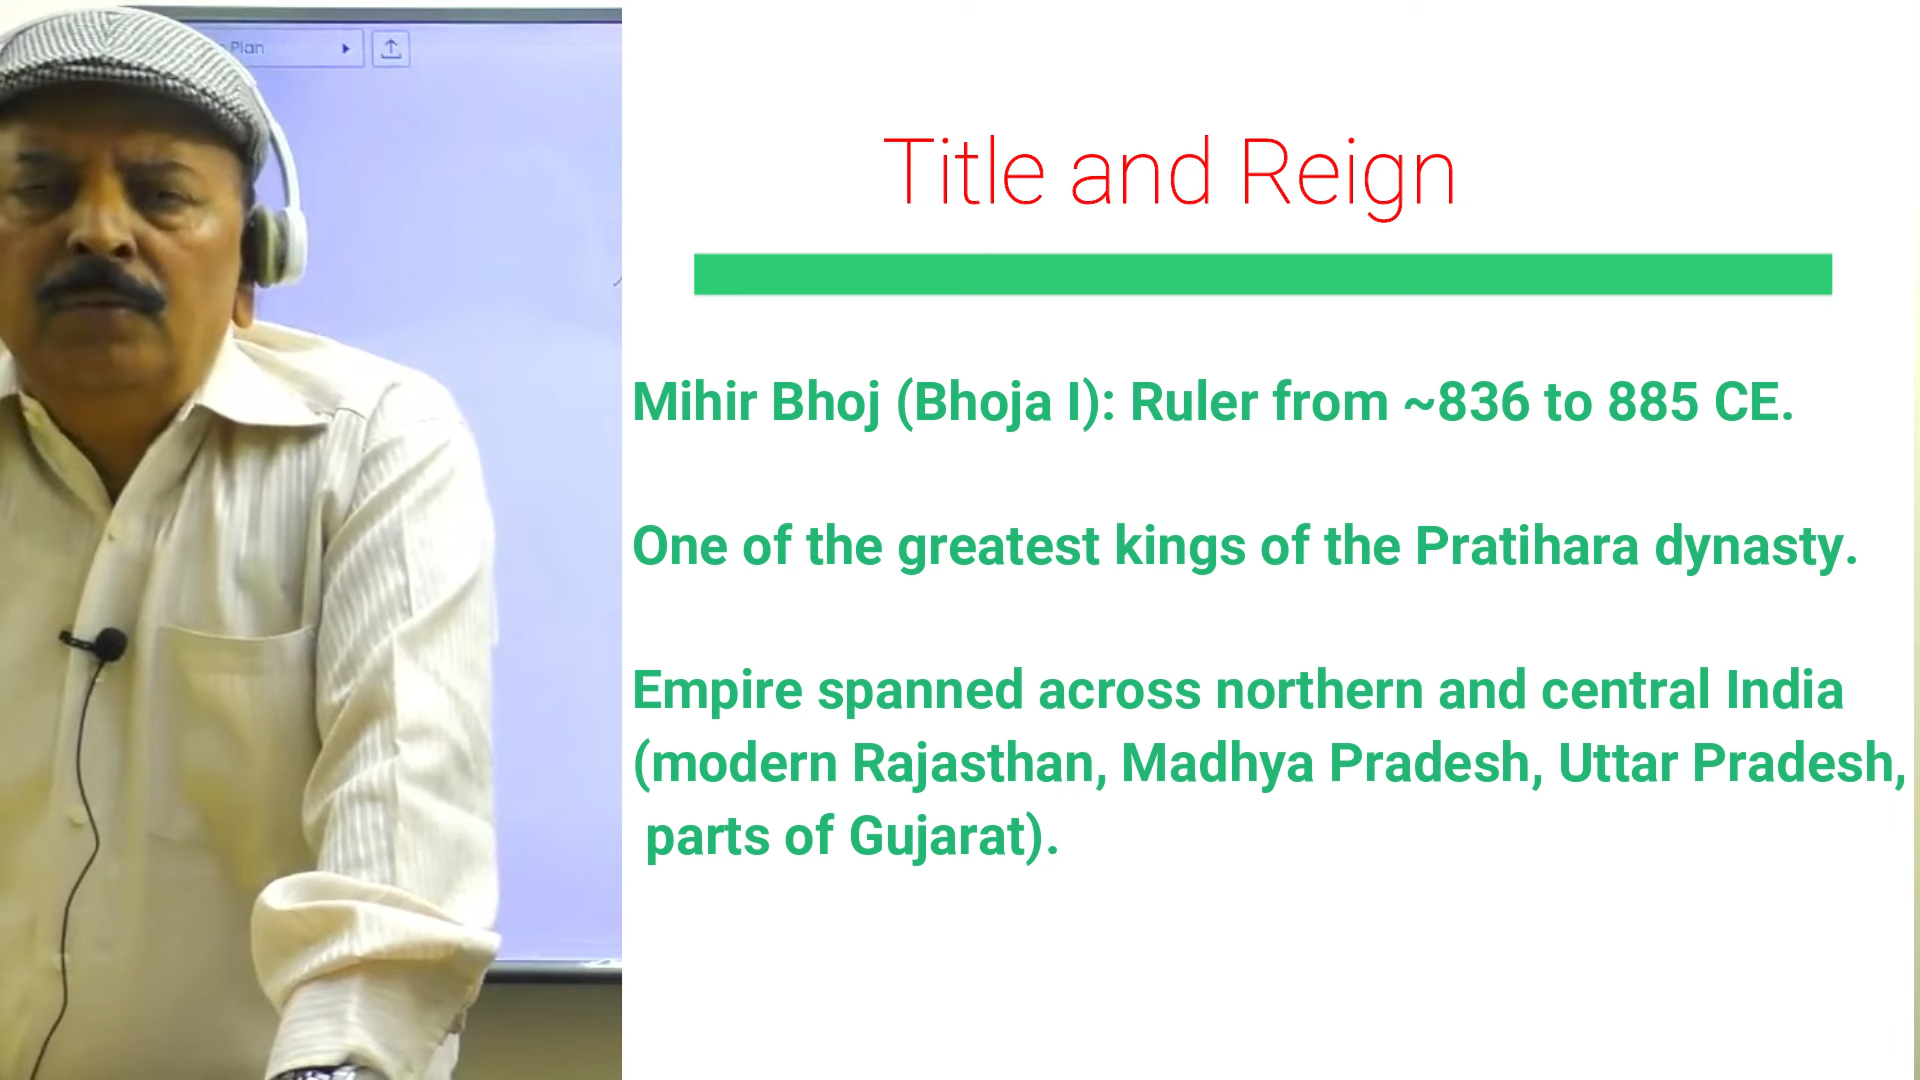 Plan
Title and Reign
Mihir Bhoj (Bhoja I): Ruler from ~836 to 885 CE.
One of the greatest kings of the Pratihara dynasty.
Empire spanned across northern and central India
(modern Rajasthan, Madhya Pradesh, Uttar Pradesh,
parts of Gujarat).